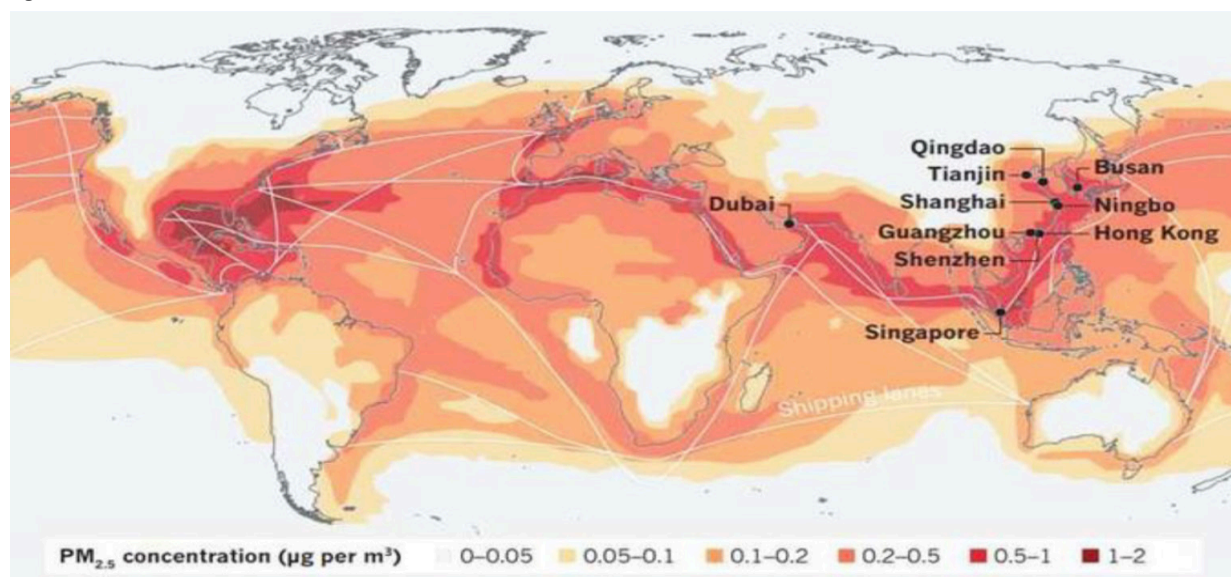 Qingdao
Tianjin
Busan
Dubai
Shanghai
Ningbo
Guangzhou
Hong Kong
Shenzhen
Singapore
Shipping lanes
PM2.5 concentration (μg per m³) 0–0.05 0.05–0.1 0.1–0.2 0.2–0.5 0.5–1 1–2